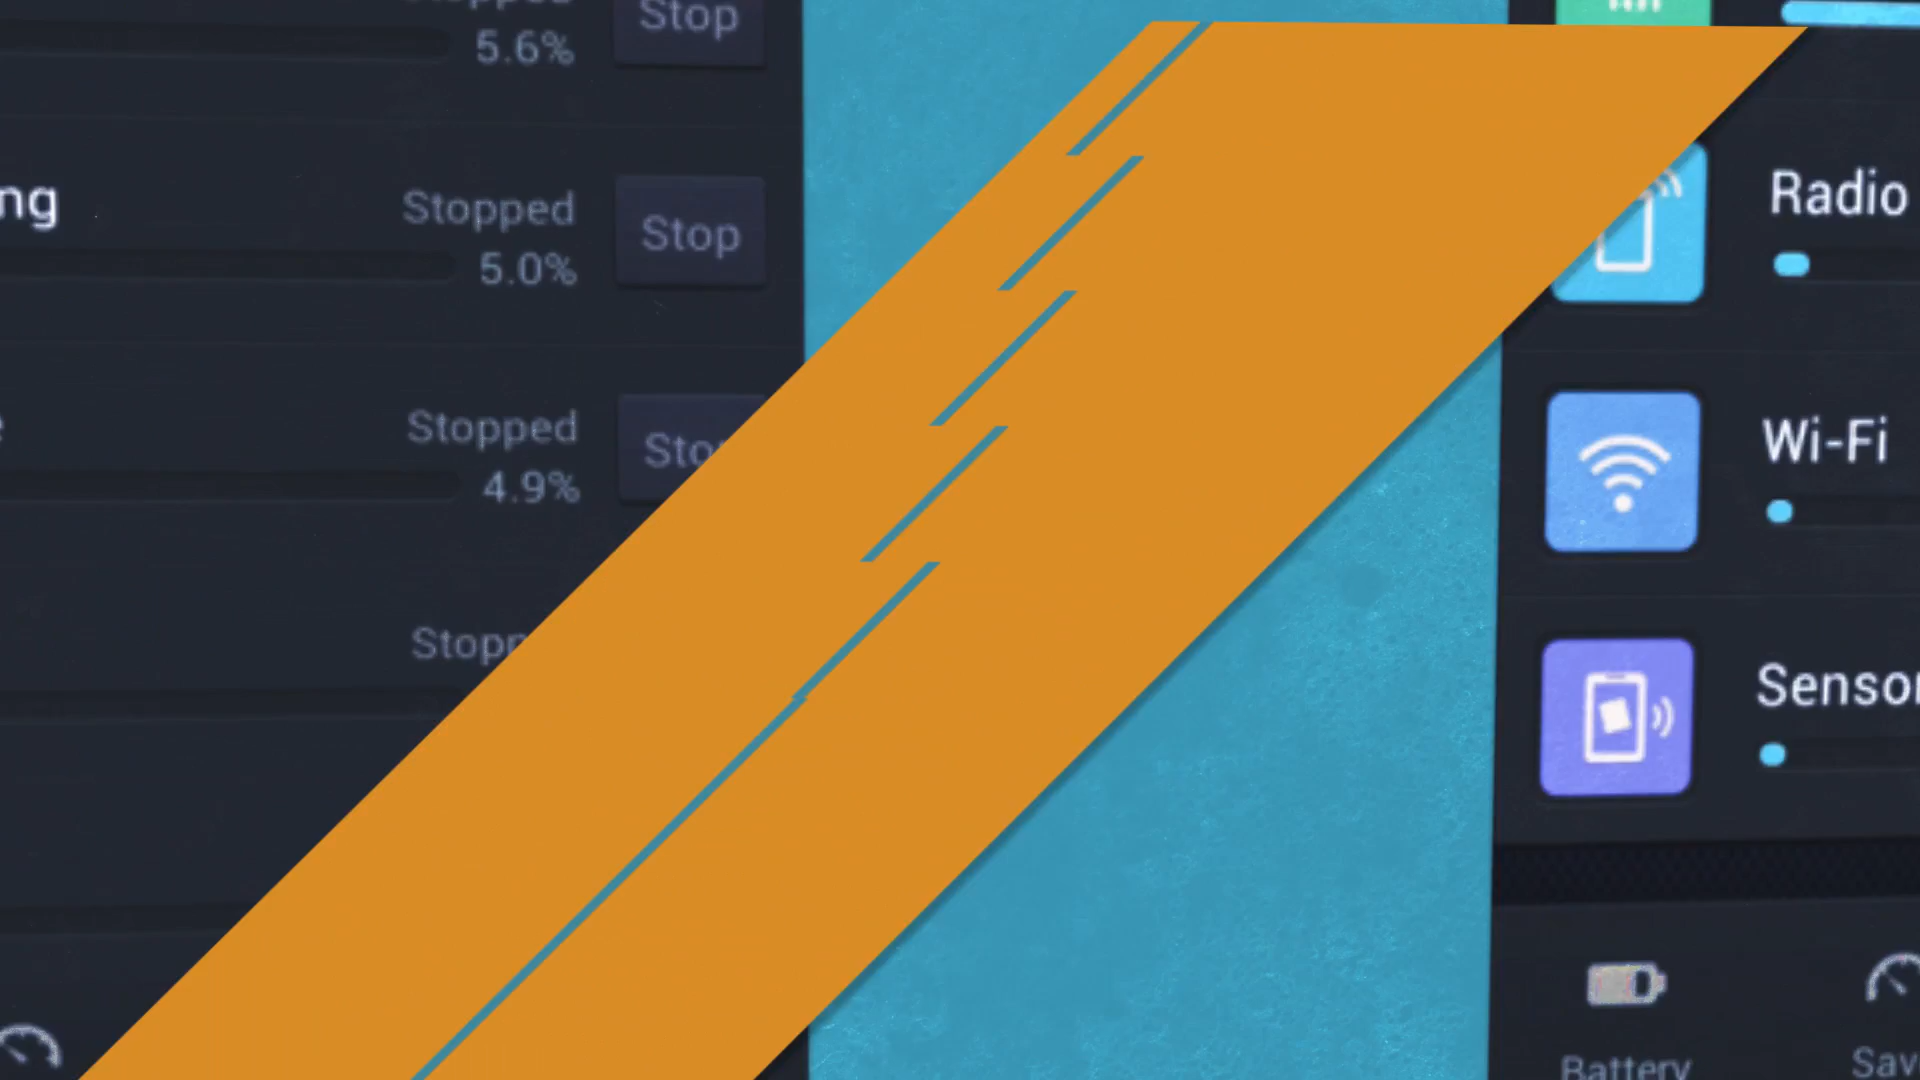 Stop
5.6%
ng
Stopped
Stop
5.0%
Stopped
4.9%
Radio
Wi-Fi
Battery